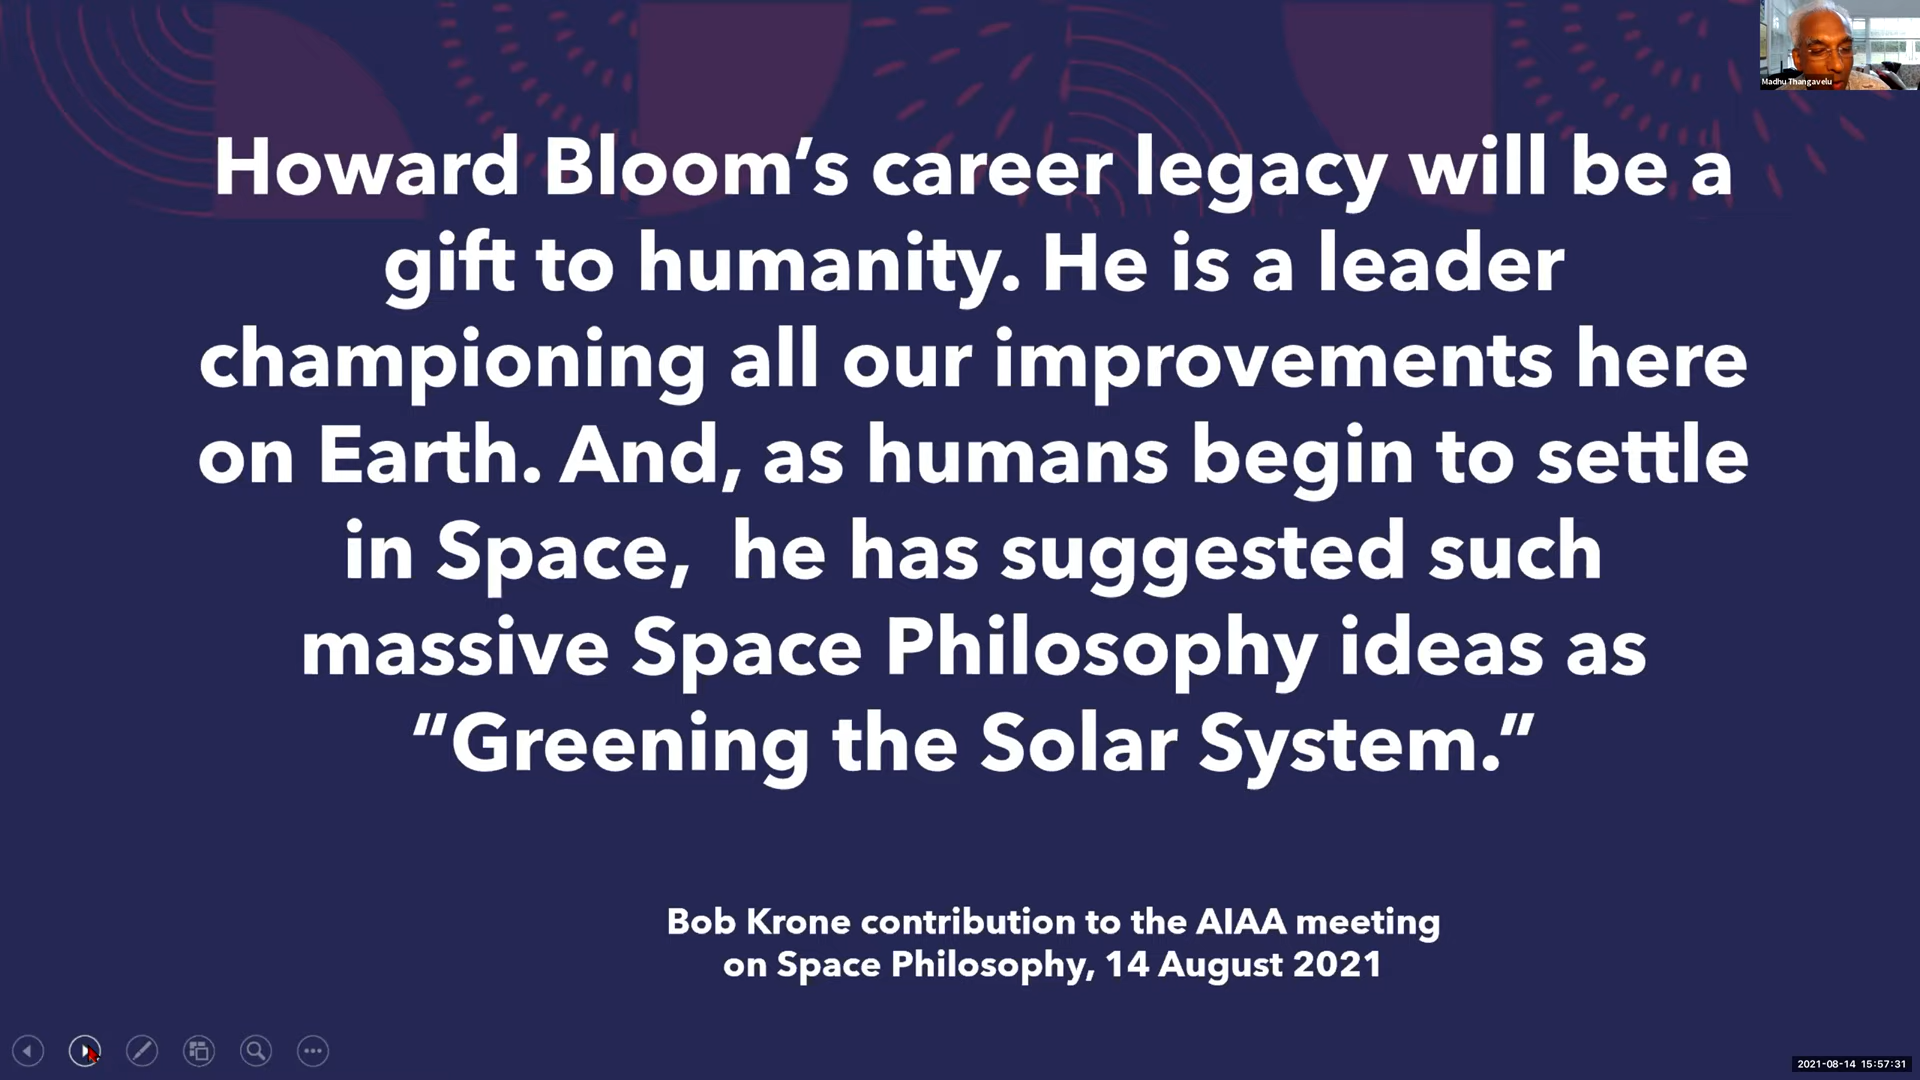 Madhu Thangavelu
Howard Bloom’s career legacy will be a
gift to humanity. He is a leader
championing all our improvements here
on Earth. And, as humans begin to settle
in Space,  he has suggested such
massive Space Philosophy ideas as
“Greening the Solar System.”
Bob Krone contribution to the AIAA meeting
on Space Philosophy, 14 August 2021
2021-08-14 15:57:31